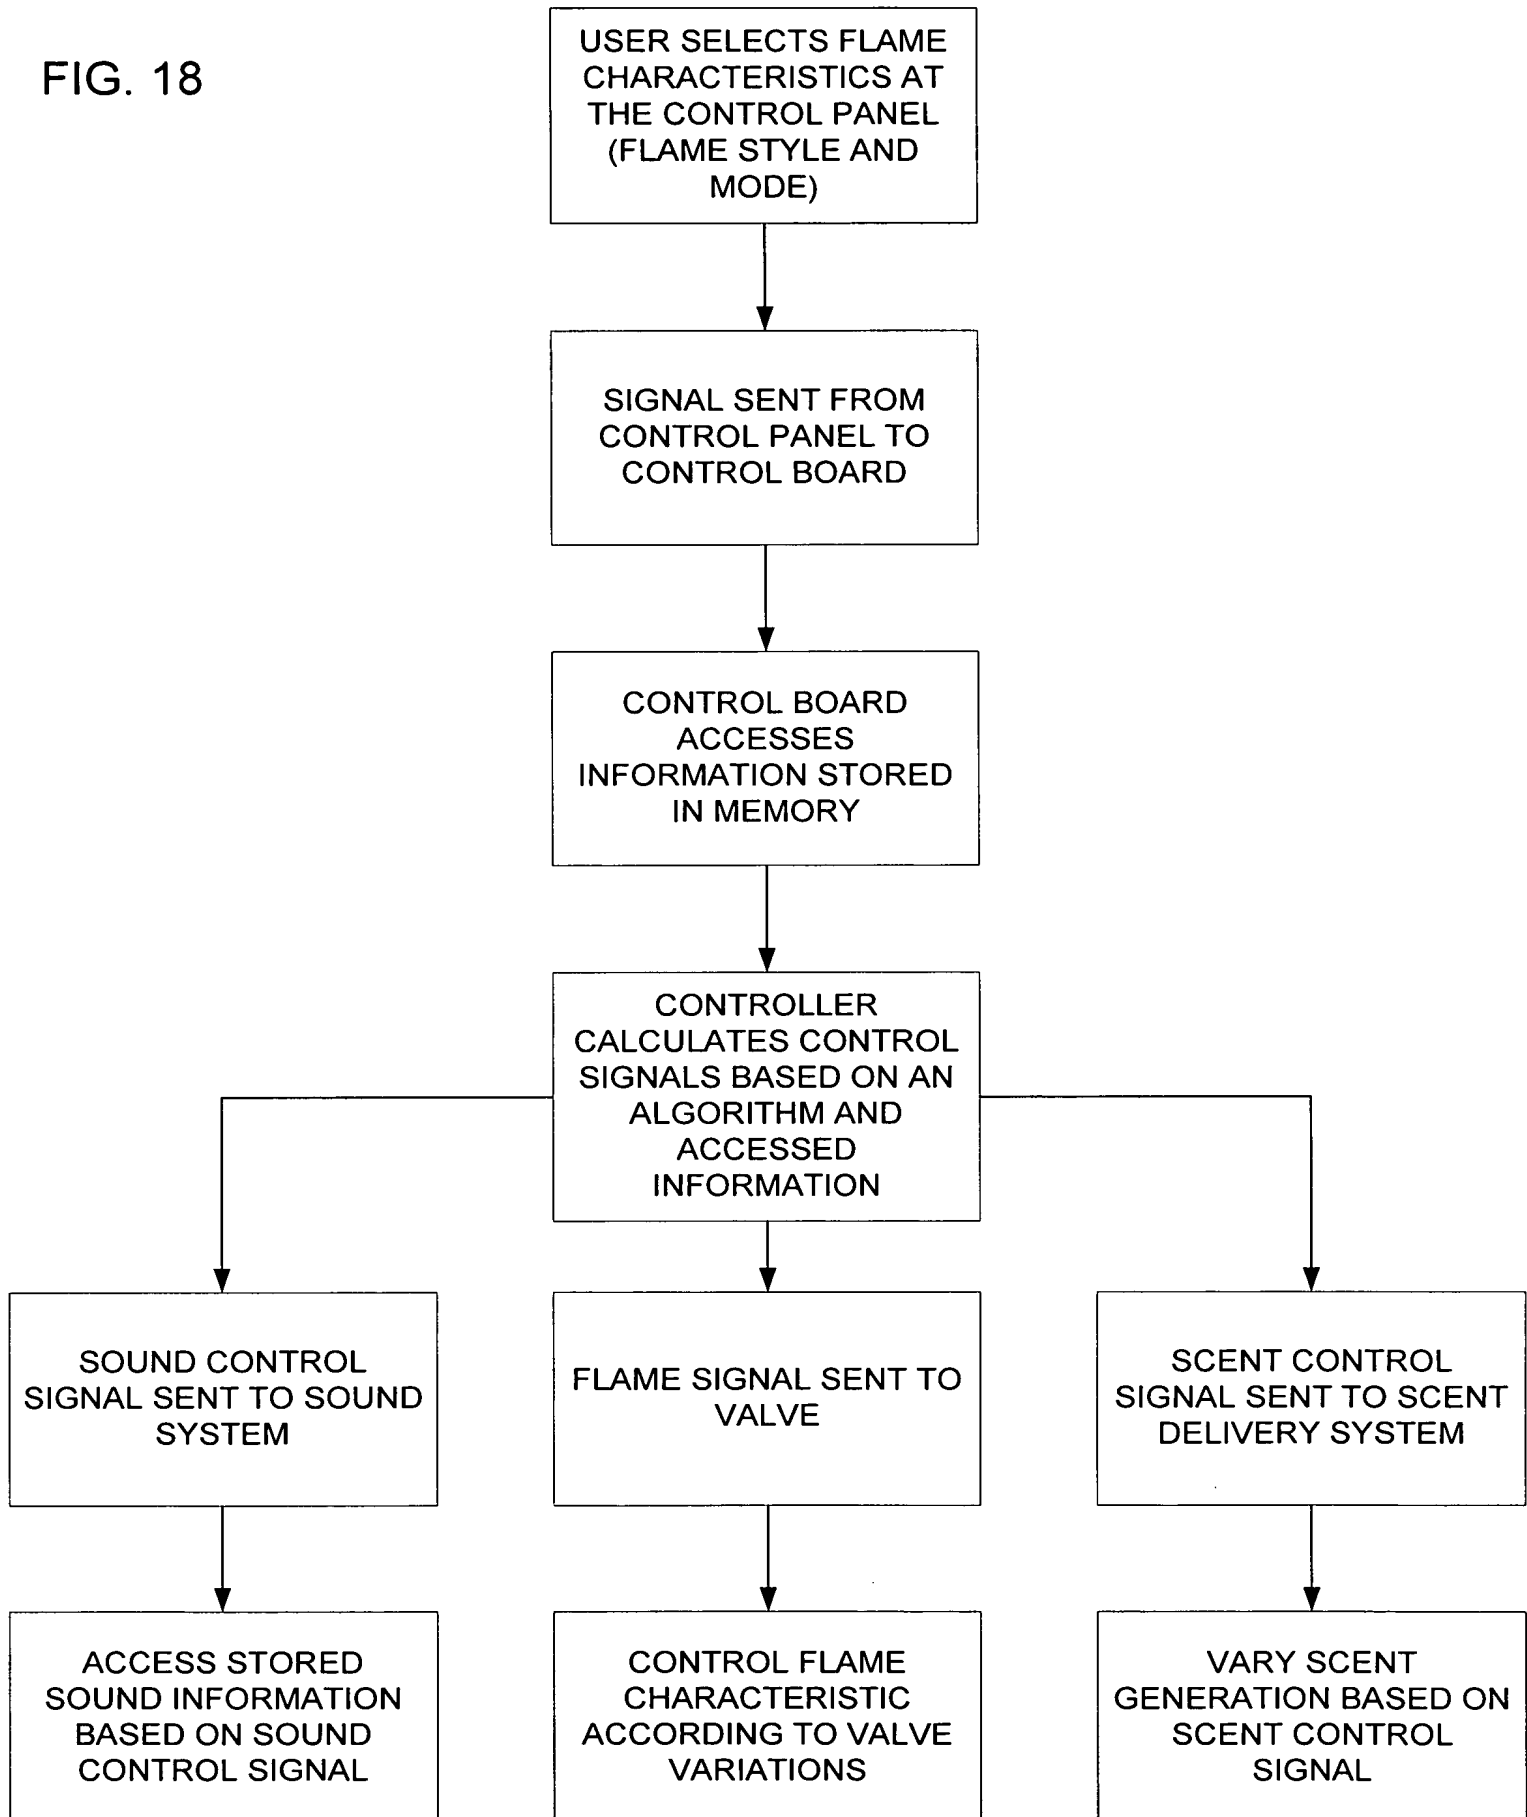 FIG. 18
USER SELECTS FLAME
CHARACTERISTICS AT
THE CONTROL PANEL
(FLAME STYLE AND
MODE)
SIGNAL SENT FROM
CONTROL PANEL TO
CONTROL BOARD
CONTROL BOARD
ACCESSES
INFORMATION STORED
IN MEMORY
CONTROLLER
CALCULATES CONTROL
SIGNALS BASED ON AN
ALGORITHM AND
ACCESSED
INFORMATION
SOUND CONTROL
SIGNAL SENT TO SOUND
SYSTEM
FLAME SIGNAL SENT TO
VALVE
SCENT CONTROL
SIGNAL SENT TO SCENT
DELIVERY SYSTEM
ACCESS STORED
SOUND INFORMATION
BASED ON SOUND
CONTROL SIGNAL
CONTROL FLAME
CHARACTERISTIC
ACCORDING TO VALVE
VARIATIONS
VARY SCENT
GENERATION BASED ON
SCENT CONTROL
SIGNAL